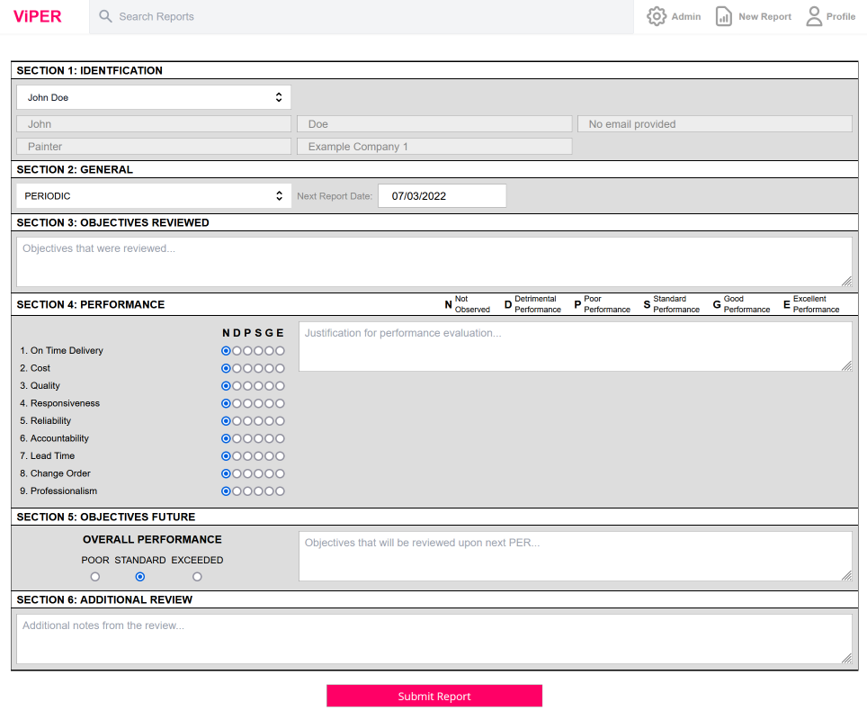 ViPER Search Reports Admin New Report Profile
SECTION 1: IDENTFICATION
John Doe
John Doe No email provided
Painter Example Company 1
SECTION 2: GENERAL
PERIODIC Next Report Date: 07/03/2022
SECTION 3: OBJECTIVES REVIEWED
Objectives that were reviewed...
SECTION 4: PERFORMANCE N Not Observed D Detrimental Performance P Poor Performance S Standard Performance G Good Performance E Excellent Performance
N D P S G E Justification for performance evaluation...
1. On Time Delivery
2. Cost
3. Quality
4. Responsiveness
5. Reliability
6. Accountability
7. Lead Time
8. Change Order
9. Professionalism
SECTION 5: OBJECTIVES FUTURE
OVERALL PERFORMANCE Objectives that will be reviewed upon next PER...
POOR STANDARD EXCEEDED
SECTION 6: ADDITIONAL REVIEW
Additional notes from the review...
Submit Report